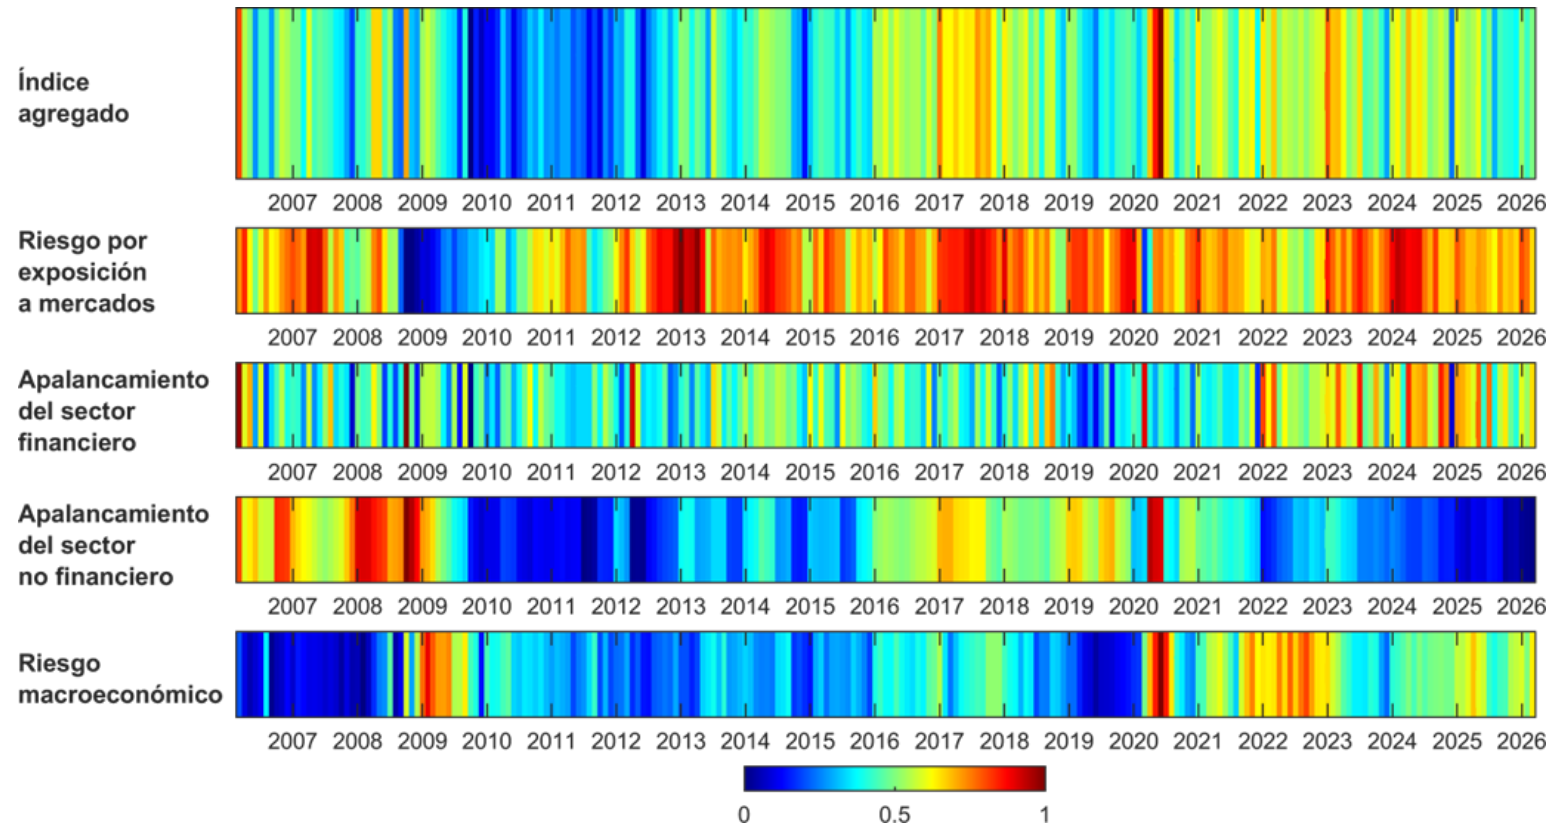 Índice
agregado
2007 2008 2009 2010 2011 2012 2013 2014 2015 2016 2017 2018 2019 2020 2021 2022 2023 2024 2025 2026
Riesgo por
exposición
a mercados
2007 2008 2009 2010 2011 2012 2013 2014 2015 2016 2017 2018 2019 2020 2021 2022 2023 2024 2025 2026
Apalancamiento
del sector
financiero
2007 2008 2009 2010 2011 2012 2013 2014 2015 2016 2017 2018 2019 2020 2021 2022 2023 2024 2025 2026
Apalancamiento
del sector
no financiero
2007 2008 2009 2010 2011 2012 2013 2014 2015 2016 2017 2018 2019 2020 2021 2022 2023 2024 2025 2026
Riesgo
macroeconómico
2007 2008 2009 2010 2011 2012 2013 2014 2015 2016 2017 2018 2019 2020 2021 2022 2023 2024 2025 2026
0 0.5 1